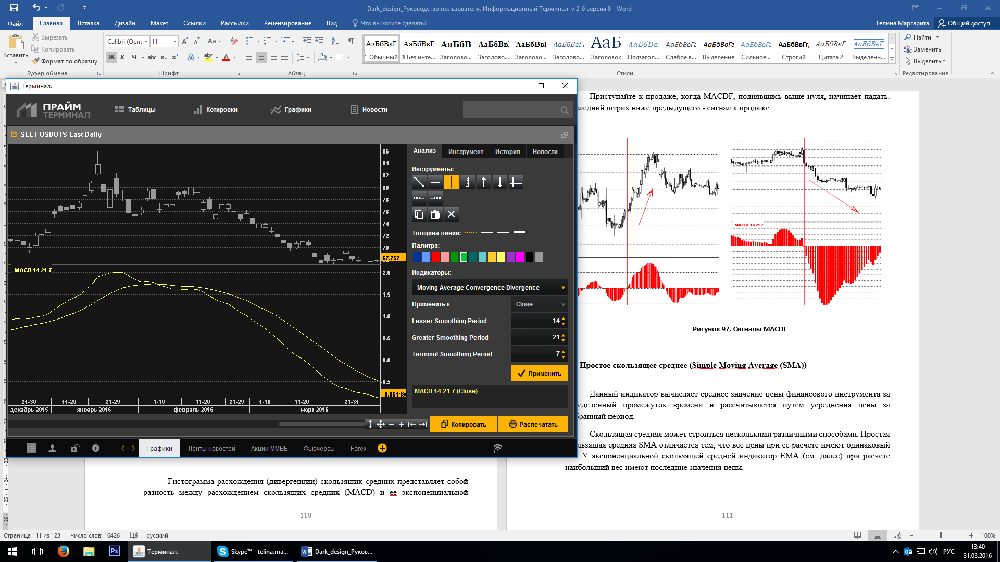 Dark_design_Руководство пользователя. Информационный Терминал v 2-6 версия 8 - Word
Файл Главная Вставка Дизайн Макет Ссылки Рассылки Рецензирование Вид Что вы хотите сделать? Телина Маргарита Общий доступ
Вставить
Вырезать
Копировать
Формат по образцу
Буфер обмена
Calibri (Оснс 11
Ж К Ч abc x₂ x²
Шрифт
Абзац
АаБбВвГ АаБбВвГ АаБбВ АаБбВв АаБбВвІ АаБбВвГг АаБ АаБбВв АаБбВвГг АаБбВвГг АаБбВвГг АаБбВвГг, АаБбВвГ АаБбВвГ
¶ Обычный ¶ Без инте... Заголово... Заголово... Заголово... Заголово... Заголовок Подзагол... Слабое в... Выделение Сильное... Строгий Цитата 2 Выделенн...
Стили
Найти
Заменить
Выделить
Редактирование
Терминал.
ПРАЙМ
ТЕРМИНАЛ
Таблицы Котировки Графики Новости
SELT USDUTS Last Daily
86
84
82
80
78
76
74
72
70
67.757
MACD 14 21 7
2.0
1.5
1.0
0.5
0.0
-0.5
21-30 11-20 21-29 1-10 11-20 21-29 1-10 11-20 21-31
декабрь 2015 январь 2016 февраль 2016 март 2016
Анализ Инструмент История Новости
Инструменты:
Толщина линии:
Палитра:
Индикаторы:
Moving Average Convergence Divergence
Применить к Close
Lesser Smoothing Period 14
Greater Smoothing Period 21
Terminal Smoothing Period 7
Применить
MACD 14 21 7 (Close)
Копировать Распечатать
Графики Ленты новостей Акции ММВБ Фьючерсы Forex
Гистограмма расхождения (дивергенции) скользящих средних представляет собой
разность между расхождением скользящих средних (MACD) и ее экспоненциальной
110
Приступайте к продаже, когда MACDF, поднявшись выше нуля, начинает падать.
следний штрих ниже предыдущего - сигнал к продаже.
MACDF 14 21 7
Рисунок 97. Сигналы MACDF
Простое скользящее среднее (Simple Moving Average (SMA))
Данный индикатор вычисляет среднее значение цены финансового инструмента за
еделенный промежуток времени и рассчитывается путем усреднения цены за
бранный период.
Скользящая средняя может строиться несколькими различными способами. Простая
льзящая средняя SMA отличается тем, что все цены при ее расчете имеют одинаковый
У экспоненциальной скользящей средней индикатор EMA (см. далее) при расчете
наибольший вес имеют последние значения цены.
111
Страница 111 из 123 Число слов: 16426 русский 100%
Терминал. Skype™ - telina.ma... Dark_design_Руков... РУС
13:40
31.03.2016